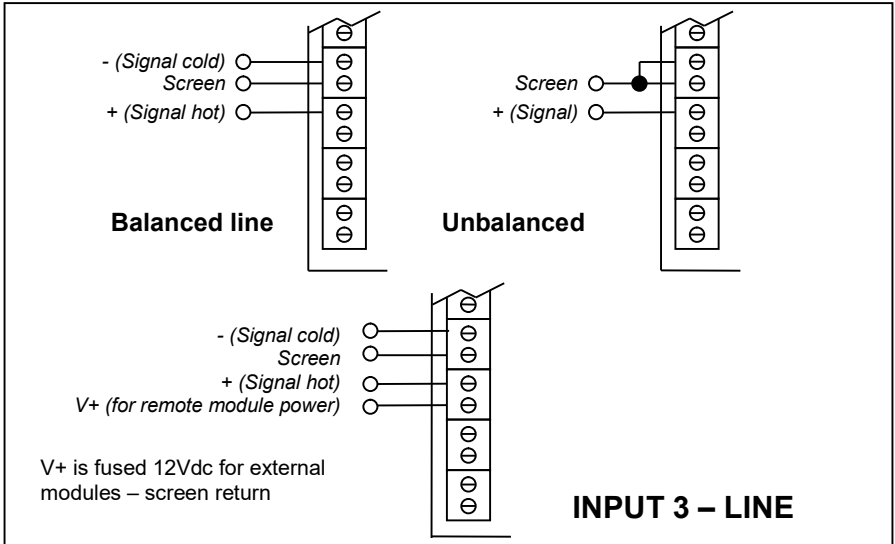 - (Signal cold)
Screen
+ (Signal hot)
Balanced line
Screen
+ (Signal)
Unbalanced
- (Signal cold)
Screen
+ (Signal hot)
V+ (for remote module power)
V+ is fused 12Vdc for external
modules – screen return
INPUT 3 – LINE